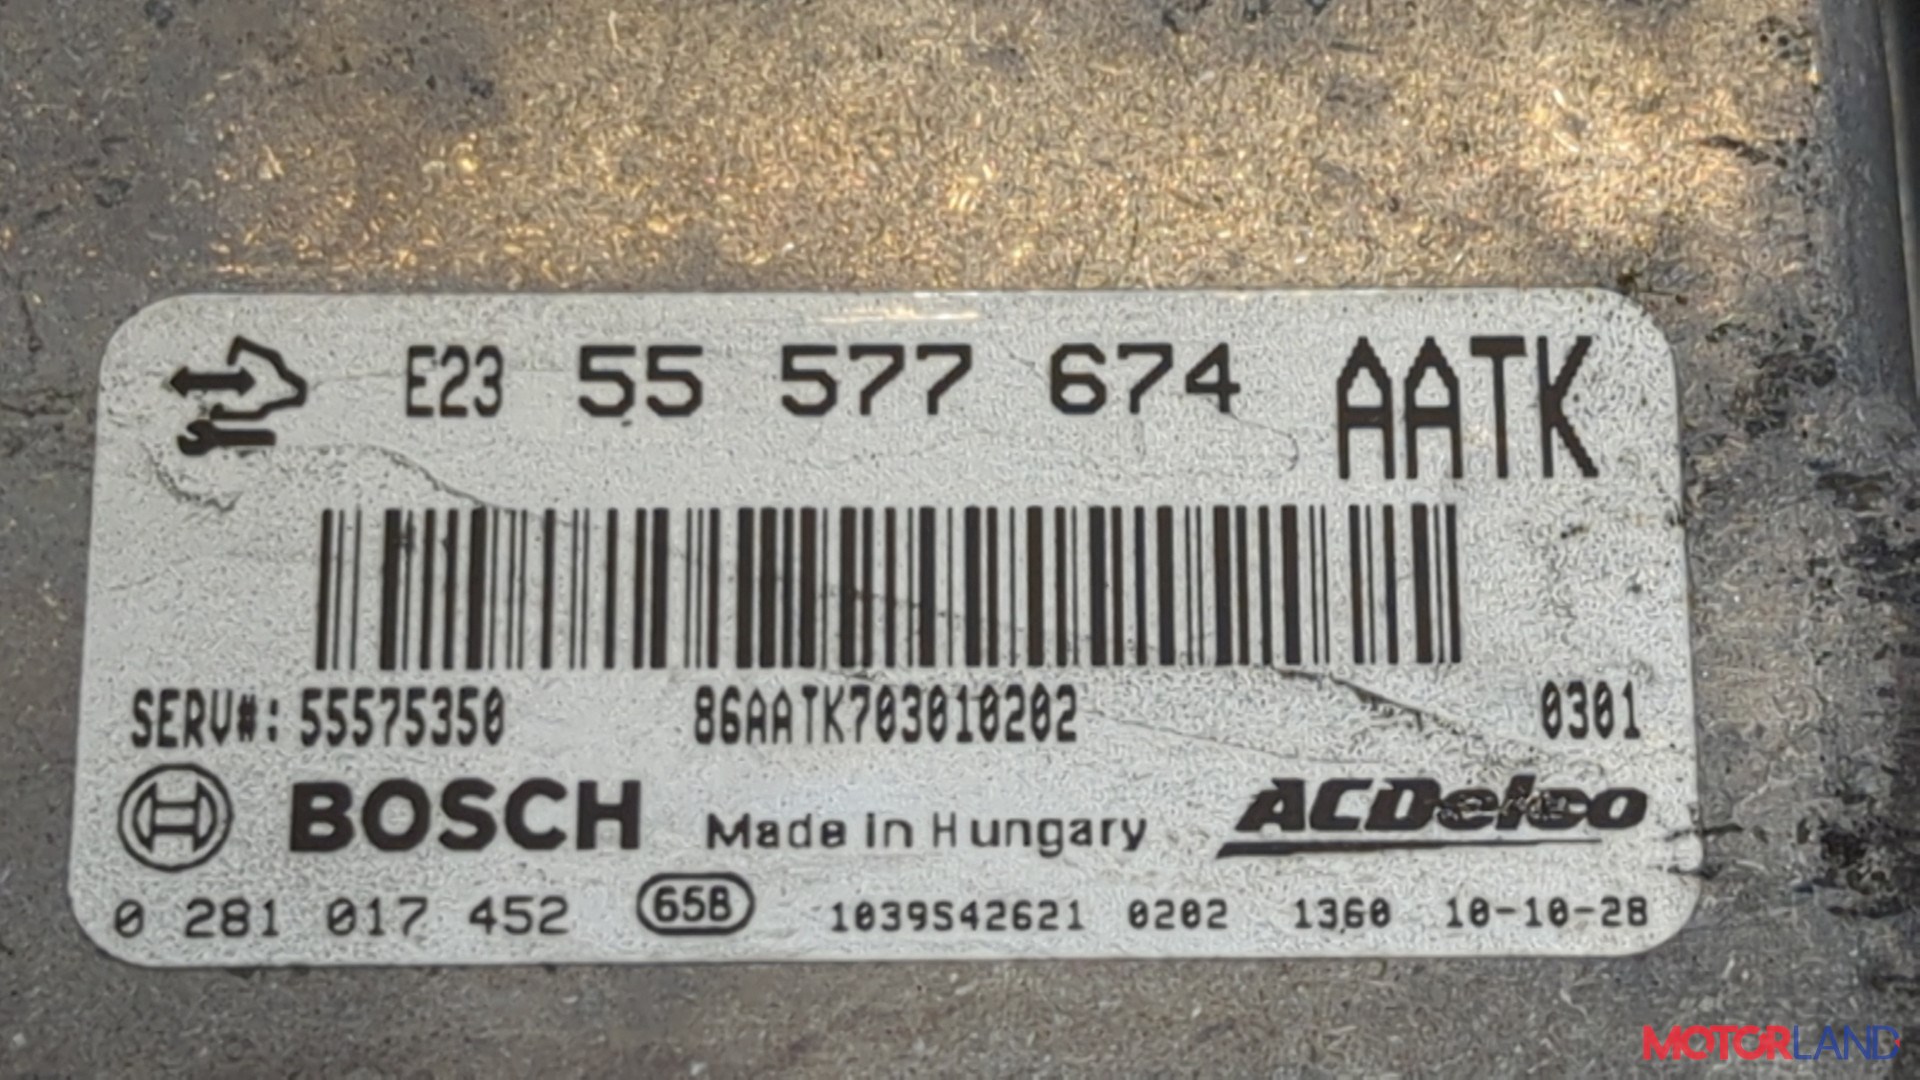 E23 55 577 674 AATK
SERV#: 55575350 86AATK703010202 0301
BOSCH Made in Hungary ACDelco
0 281 017 452 65B 1039S42621 0202 1360 10-10-28
MOTORLAND